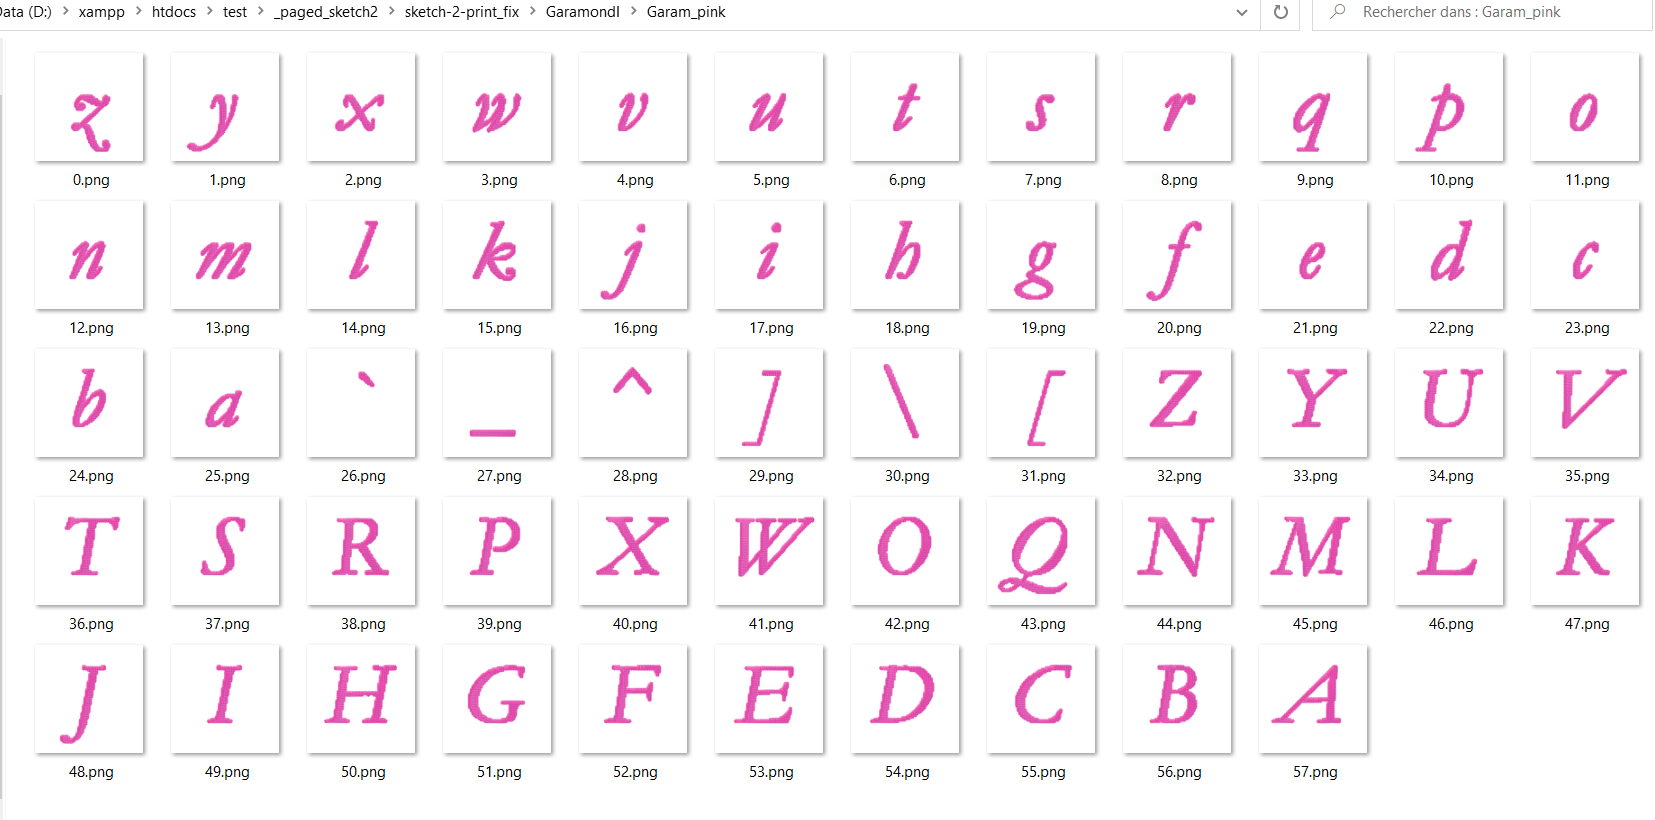 Data (D:) > xampp > htdocs > test > _paged_sketch2 > sketch-2-print_fix > GaramondI > Garam_pink
Rechercher dans : Garam_pink
z y x w v u t s r q p o
0.png 1.png 2.png 3.png 4.png 5.png 6.png 7.png 8.png 9.png 10.png 11.png
n m l k j i h g f e d c
12.png 13.png 14.png 15.png 16.png 17.png 18.png 19.png 20.png 21.png 22.png 23.png
b a ` _ ^ ] \ [ Z Y U V
24.png 25.png 26.png 27.png 28.png 29.png 30.png 31.png 32.png 33.png 34.png 35.png
T S R P X W O Q N M L K
36.png 37.png 38.png 39.png 40.png 41.png 42.png 43.png 44.png 45.png 46.png 47.png
J I H G F E D C B A
48.png 49.png 50.png 51.png 52.png 53.png 54.png 55.png 56.png 57.png